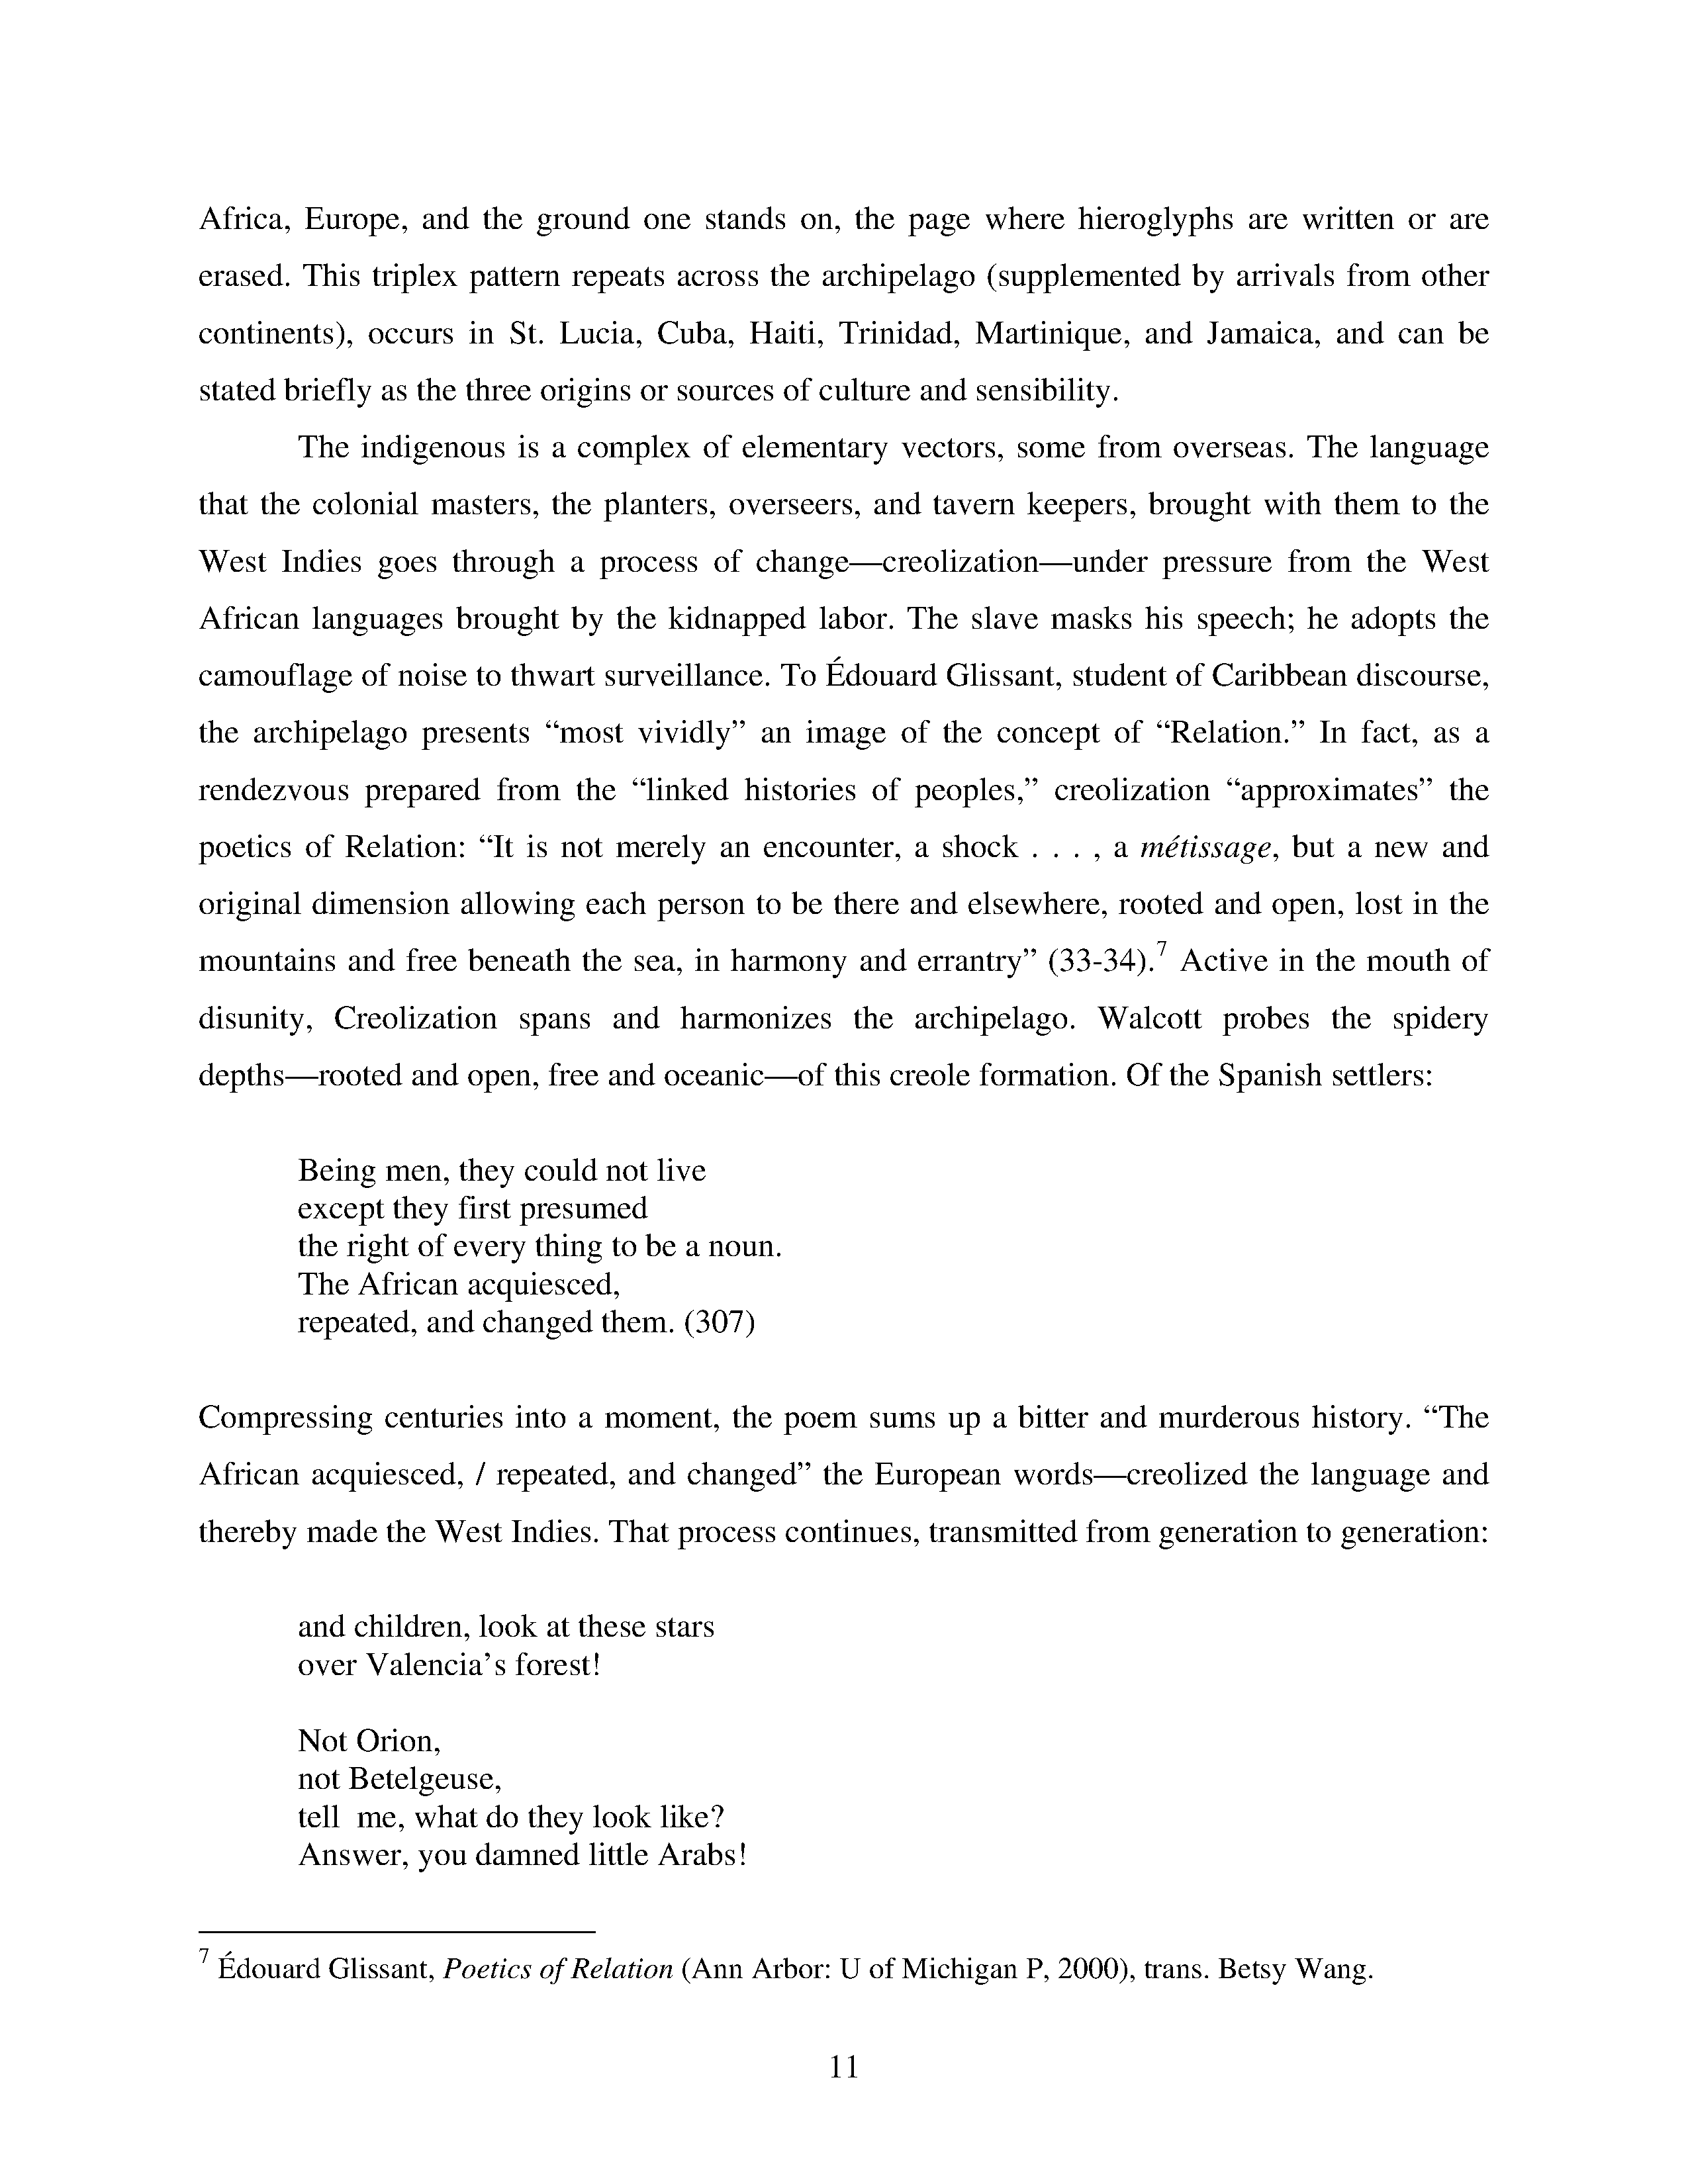 Africa, Europe, and the ground one stands on, the page where hieroglyphs are written or are
erased. This triplex pattern repeats across the archipelago (supplemented by arrivals from other
continents), occurs in St. Lucia, Cuba, Haiti, Trinidad, Martinique, and Jamaica, and can be
stated briefly as the three origins or sources of culture and sensibility.
The indigenous is a complex of elementary vectors, some from overseas. The language
that the colonial masters, the planters, overseers, and tavern keepers, brought with them to the
West Indies goes through a process of change—creolization—under pressure from the West
African languages brought by the kidnapped labor. The slave masks his speech; he adopts the
camouflage of noise to thwart surveillance. To Édouard Glissant, student of Caribbean discourse,
the archipelago presents “most vividly” an image of the concept of “Relation.” In fact, as a
rendezvous prepared from the “linked histories of peoples,” creolization “approximates” the
poetics of Relation: “It is not merely an encounter, a shock . . . , a métissage, but a new and
original dimension allowing each person to be there and elsewhere, rooted and open, lost in the
mountains and free beneath the sea, in harmony and errantry” (33-34).7 Active in the mouth of
disunity, Creolization spans and harmonizes the archipelago. Walcott probes the spidery
depths—rooted and open, free and oceanic—of this creole formation. Of the Spanish settlers:
Being men, they could not live
except they first presumed
the right of every thing to be a noun.
The African acquiesced,
repeated, and changed them. (307)
Compressing centuries into a moment, the poem sums up a bitter and murderous history. “The
African acquiesced, / repeated, and changed” the European words—creolized the language and
thereby made the West Indies. That process continues, transmitted from generation to generation:
and children, look at these stars
over Valencia’s forest!
Not Orion,
not Betelgeuse,
tell  me, what do they look like?
Answer, you damned little Arabs!
7 Édouard Glissant, Poetics of Relation (Ann Arbor: U of Michigan P, 2000), trans. Betsy Wang.
11